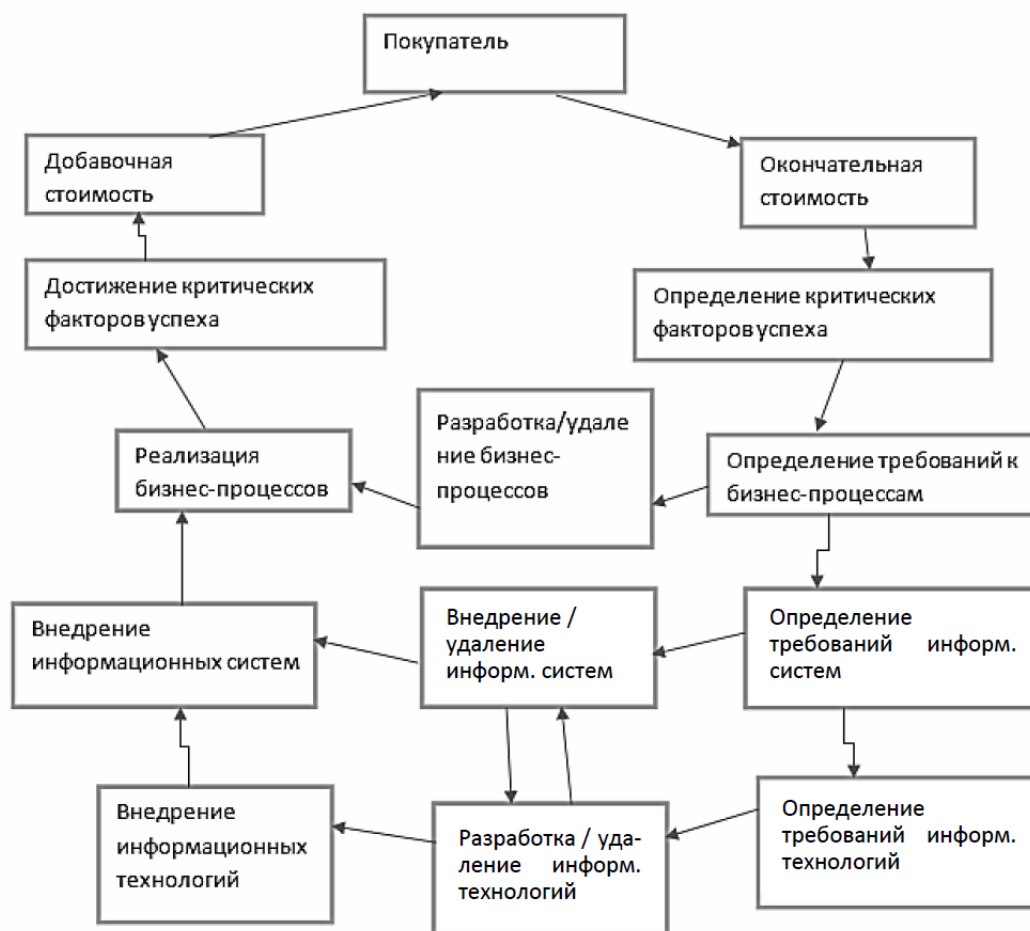 Покупатель
Добавочная
стоимость
Окончательная
стоимость
Достижение критических
факторов успеха
Определение критических
факторов успеха
Реализация
бизнес-процессов
Разработка/удале
ние бизнес-
процессов
Определение требований к
бизнес-процессам
Внедрение
информационных систем
Внедрение /
удаление
информ. систем
Определение
требований информ.
систем
Внедрение
информационных
технологий
Разработка / уда-
ление информ.
технологий
Определение
требований информ.
технологий